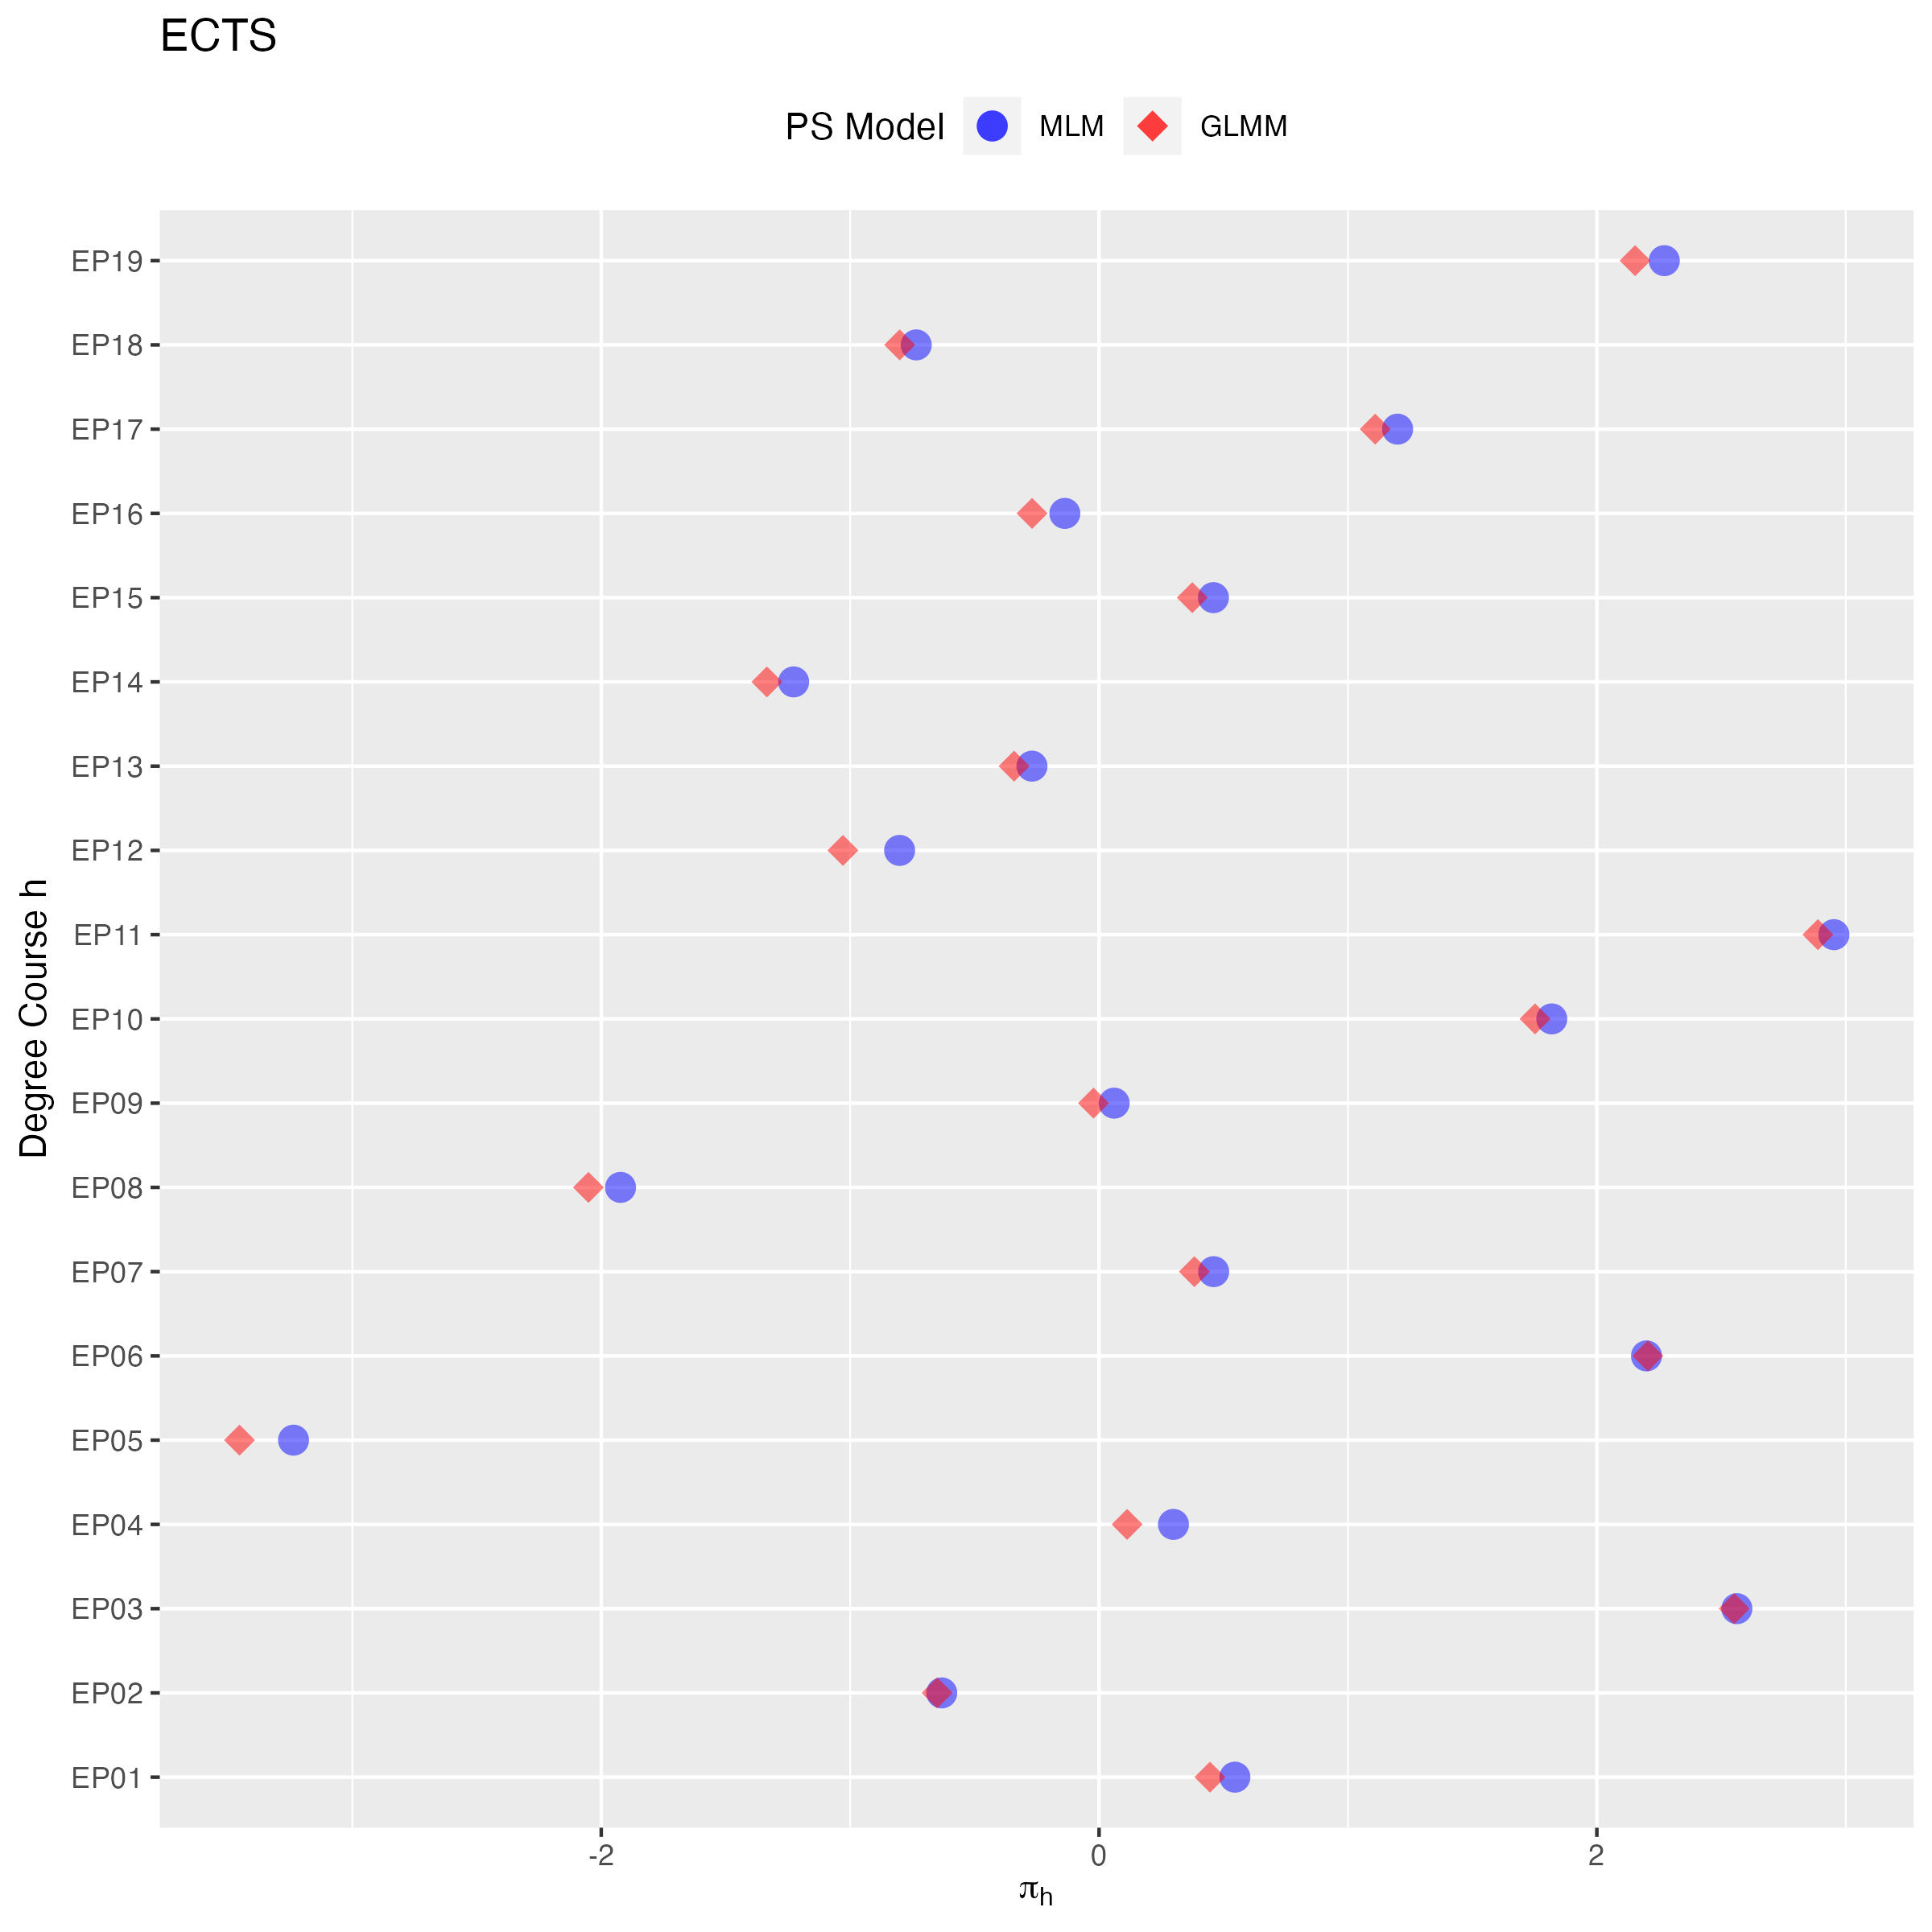 ECTS
PS Model MLM GLMM
EP19
EP18
EP17
EP16
EP15
EP14
EP13
EP12
EP11
EP10
EP09
EP08
EP07
EP06
EP05
EP04
EP03
EP02
EP01
Degree Course h
-2 0 2
πh